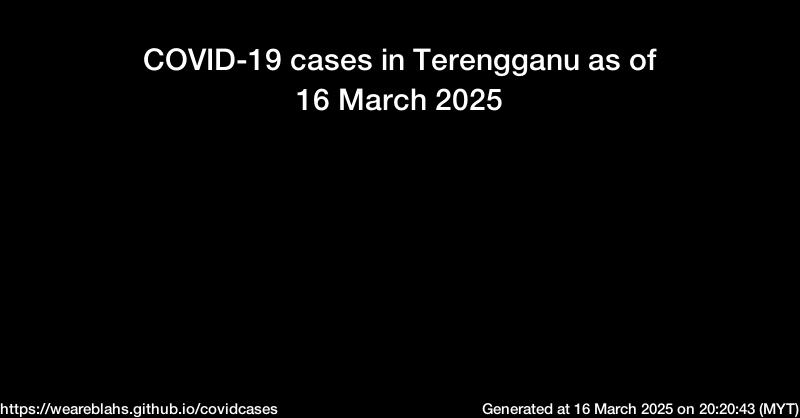 COVID-19 cases in Terengganu as of
16 March 2025
https://weareblahs.github.io/covidcases
Generated at 16 March 2025 on 20:20:43 (MYT)